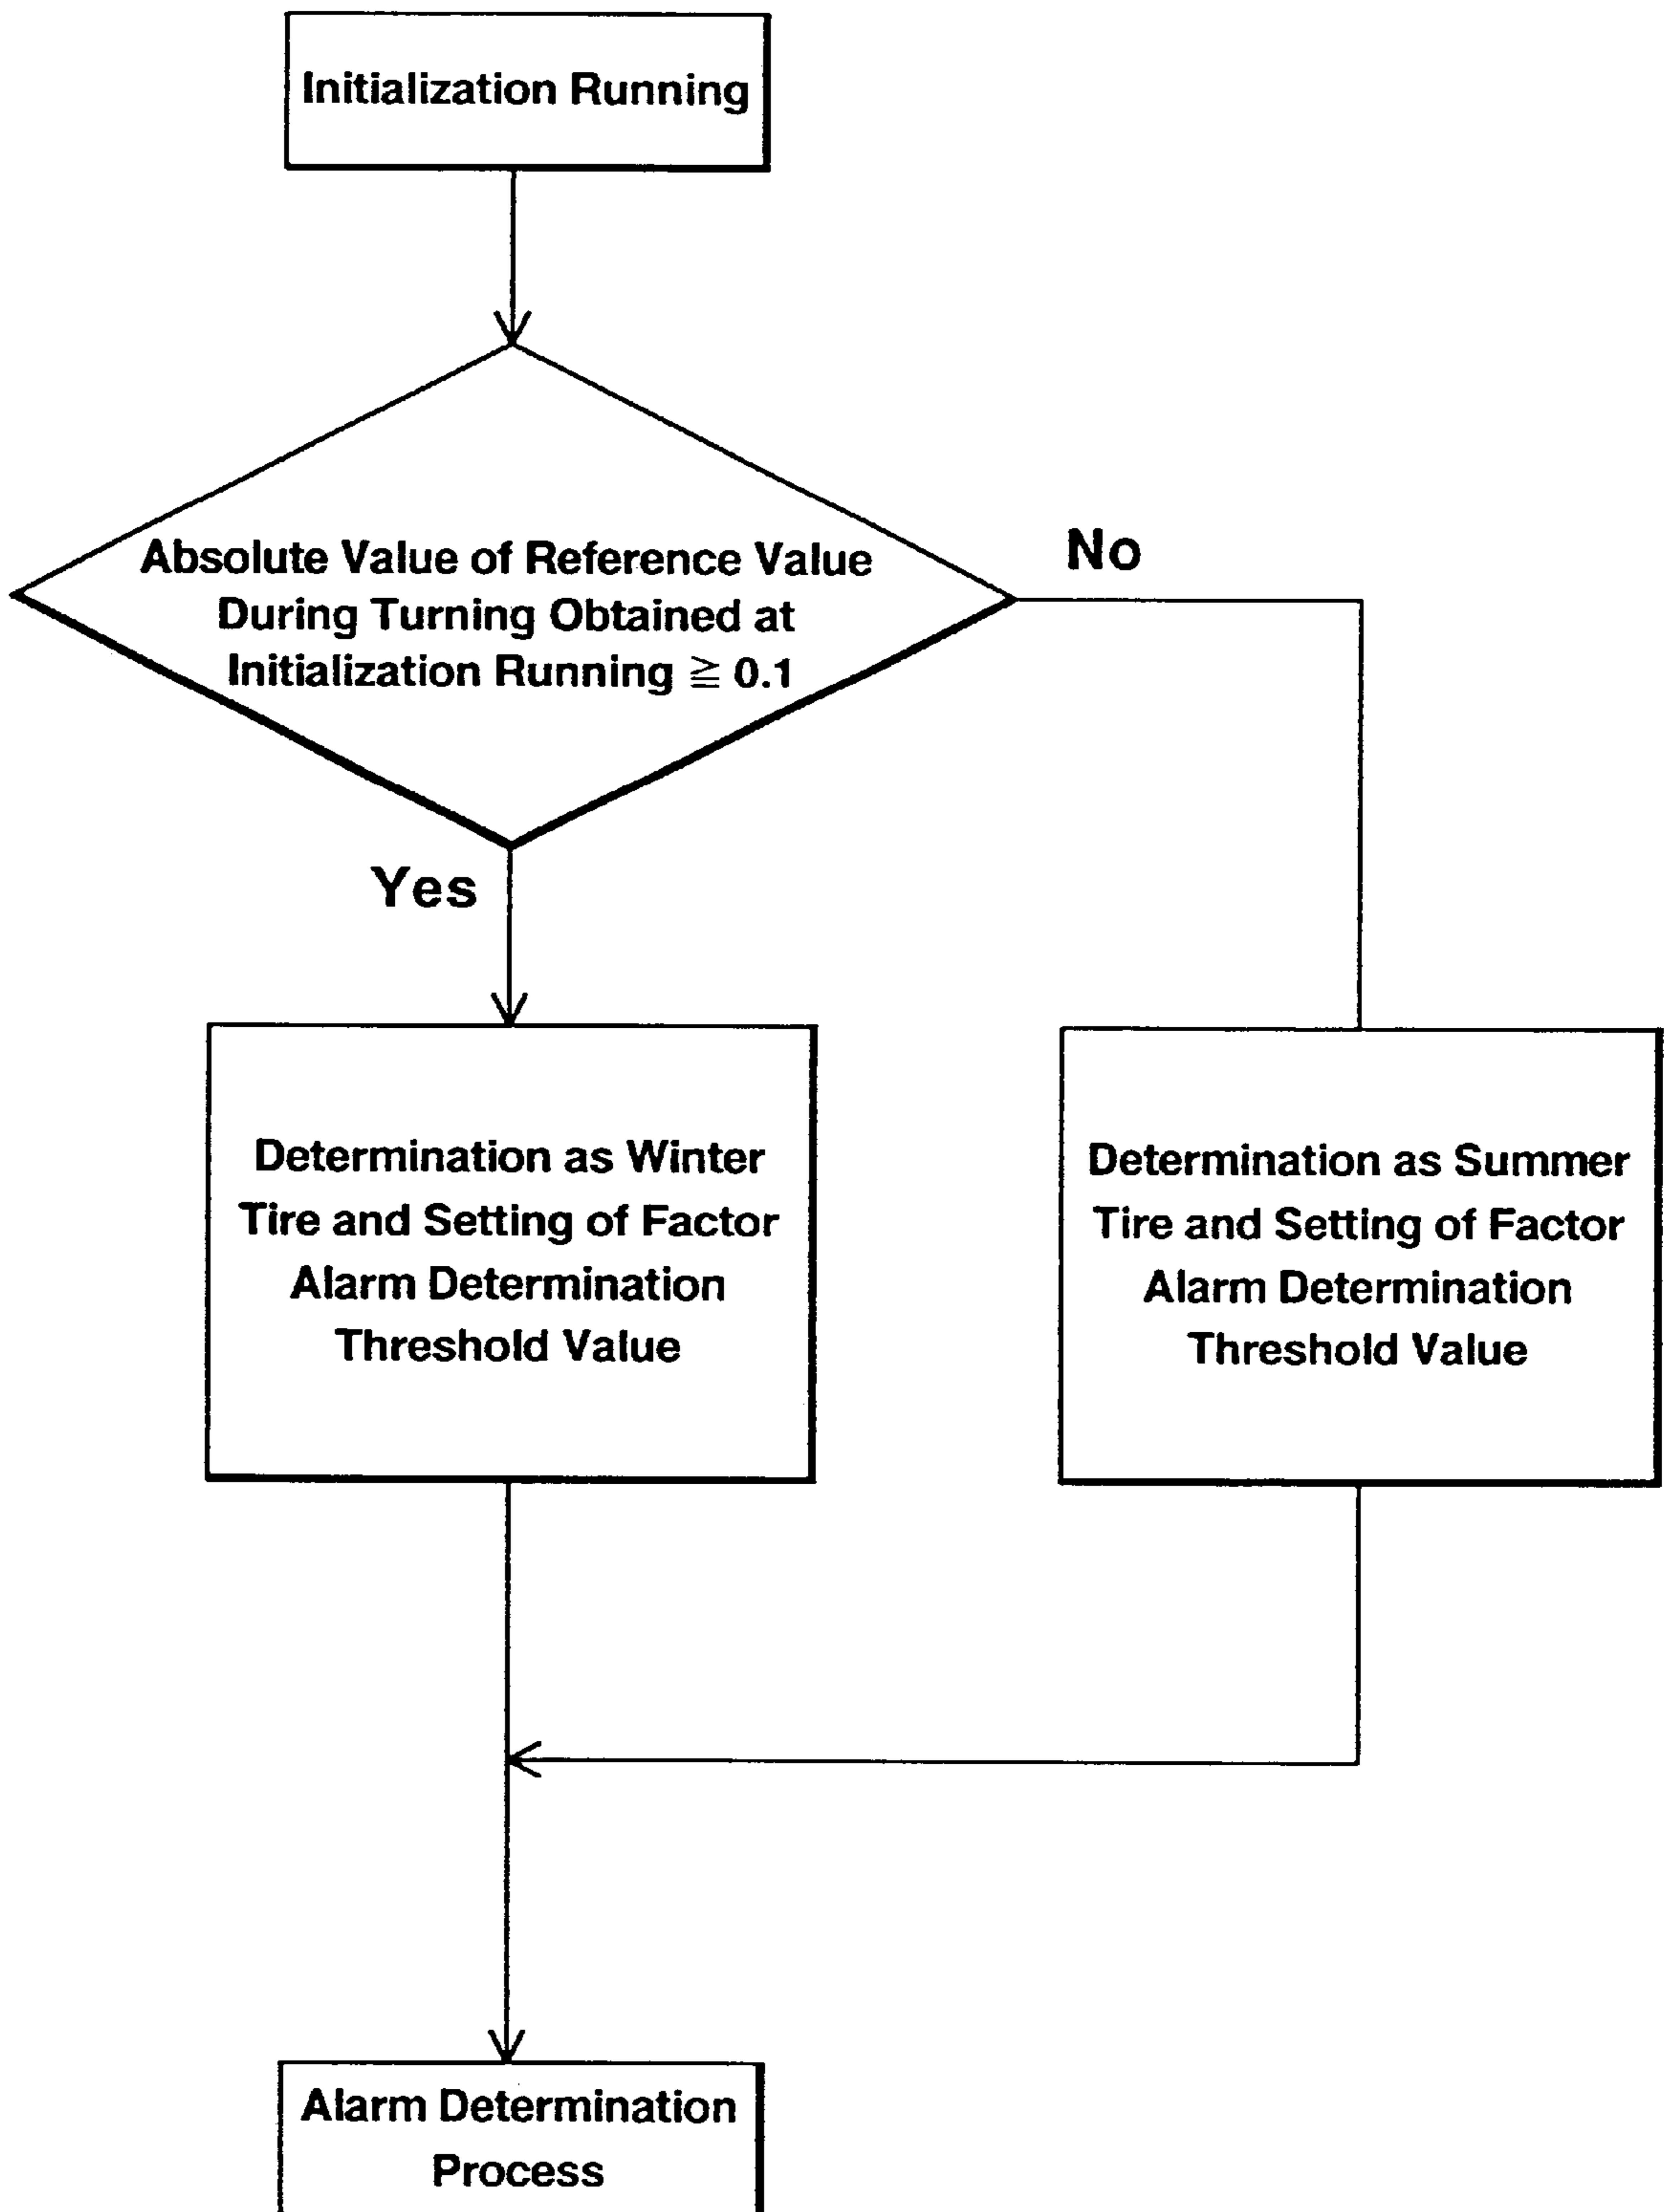 Initialization Running
Absolute Value of Reference Value
During Turning Obtained at
Initialization Running ≧ 0.1
No
Yes
Determination as Winter
Tire and Setting of Factor
Alarm Determination
Threshold Value
Determination as Summer
Tire and Setting of Factor
Alarm Determination
Threshold Value
Alarm Determination
Process